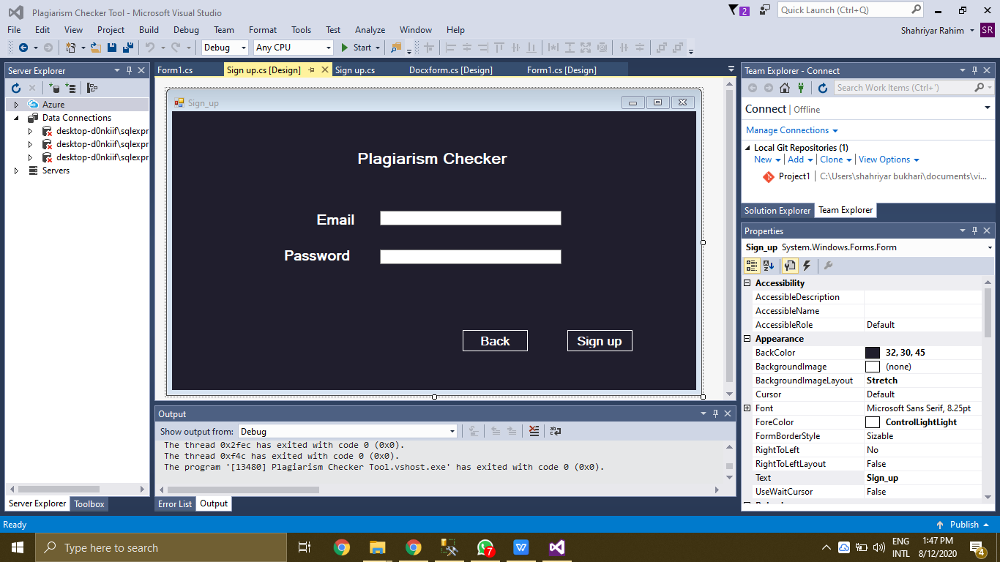 Plagiarism Checker Tool - Microsoft Visual Studio
2
Quick Launch (Ctrl+Q)
File Edit View Project Build Debug Team Format Tools Test Analyze Window Help
Shahriyar Rahim SR
Debug Any CPU Start
Server Explorer
Azure
Data Connections
desktop-d0nkiif\sqlexpr
desktop-d0nkiif\sqlexpr
desktop-d0nkiif\sqlexpr
Servers
Server Explorer Toolbox
Form1.cs Sign up.cs [Design] Sign up.cs Docxform.cs [Design] Form1.cs [Design]
Sign_up
Plagiarism Checker
Email
Password
Back Sign up
Output
Show output from: Debug
The thread 0x2fec has exited with code 0 (0x0).
The thread 0xf4c has exited with code 0 (0x0).
The program '[13480] Plagiarism Checker Tool.vshost.exe' has exited with code 0 (0x0).
Error List Output
Team Explorer - Connect
Search Work Items (Ctrl+')
Connect | Offline
Manage Connections
Local Git Repositories (1)
New Add Clone View Options
Project1 C:\Users\shahriyar bukhari\documents\vi...
Solution Explorer Team Explorer
Properties
Sign_up System.Windows.Forms.Form
Accessibility
AccessibleDescription
AccessibleName
AccessibleRole Default
Appearance
BackColor 32, 30, 45
BackgroundImage (none)
BackgroundImageLayout Stretch
Cursor Default
Font Microsoft Sans Serif, 8.25pt
ForeColor ControlLightLight
FormBorderStyle Sizable
RightToLeft No
RightToLeftLayout False
Text Sign_up
UseWaitCursor False
Ready
Publish
Type here to search
7
ENG
INTL
1:47 PM
8/12/2020
4